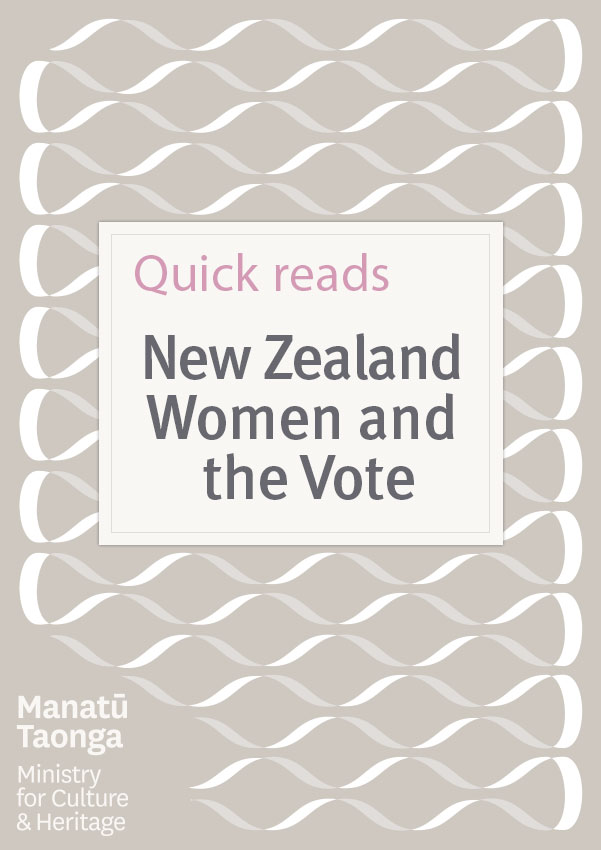 Quick reads
New Zealand
Women and
the Vote
Manatū
Taonga
Ministry
for Culture
& Heritage